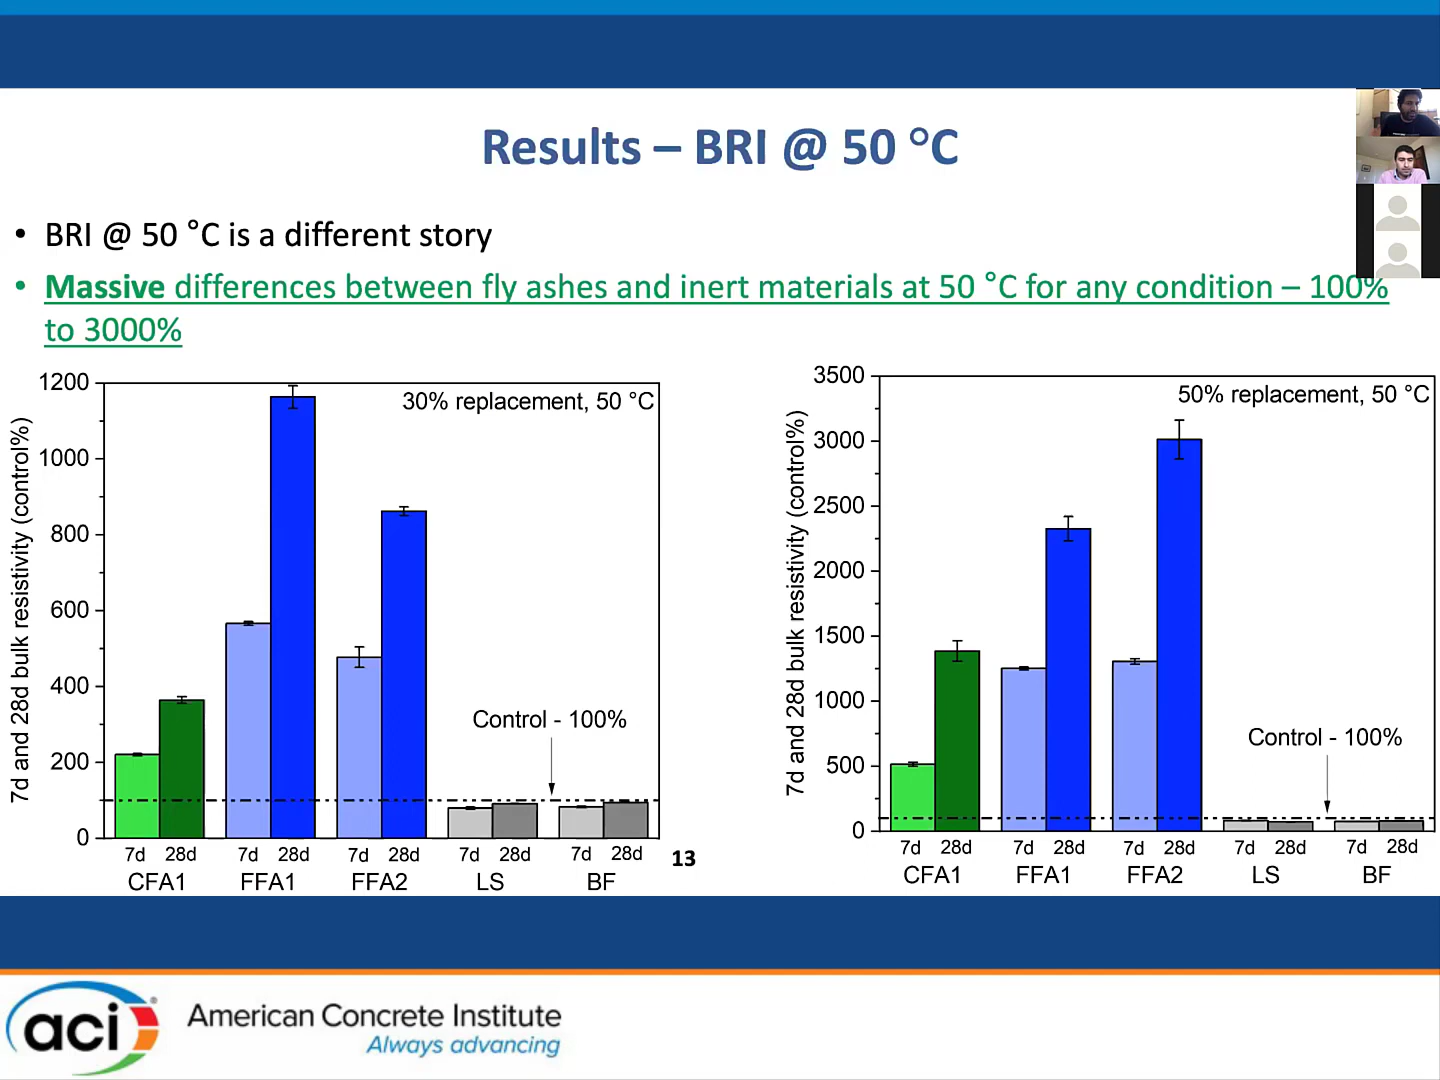 Results – BRI @ 50 °C
• BRI @ 50 °C is a different story
• Massive differences between fly ashes and inert materials at 50 °C for any condition – 100%
to 3000%
7d and 28d bulk resistivity (control%)
1200
1000
800
600
400
200
0
30% replacement, 50 °C
Control - 100%
7d 28d 7d 28d 7d 28d 7d 28d 7d 28d
CFA1 FFA1 FFA2 LS BF
13
7d and 28d bulk resistivity (control%)
3500
3000
2500
2000
1500
1000
500
0
50% replacement, 50 °C
Control - 100%
7d 28d 7d 28d 7d 28d 7d 28d 7d 28d
CFA1 FFA1 FFA2 LS BF
aci
American Concrete Institute
Always advancing